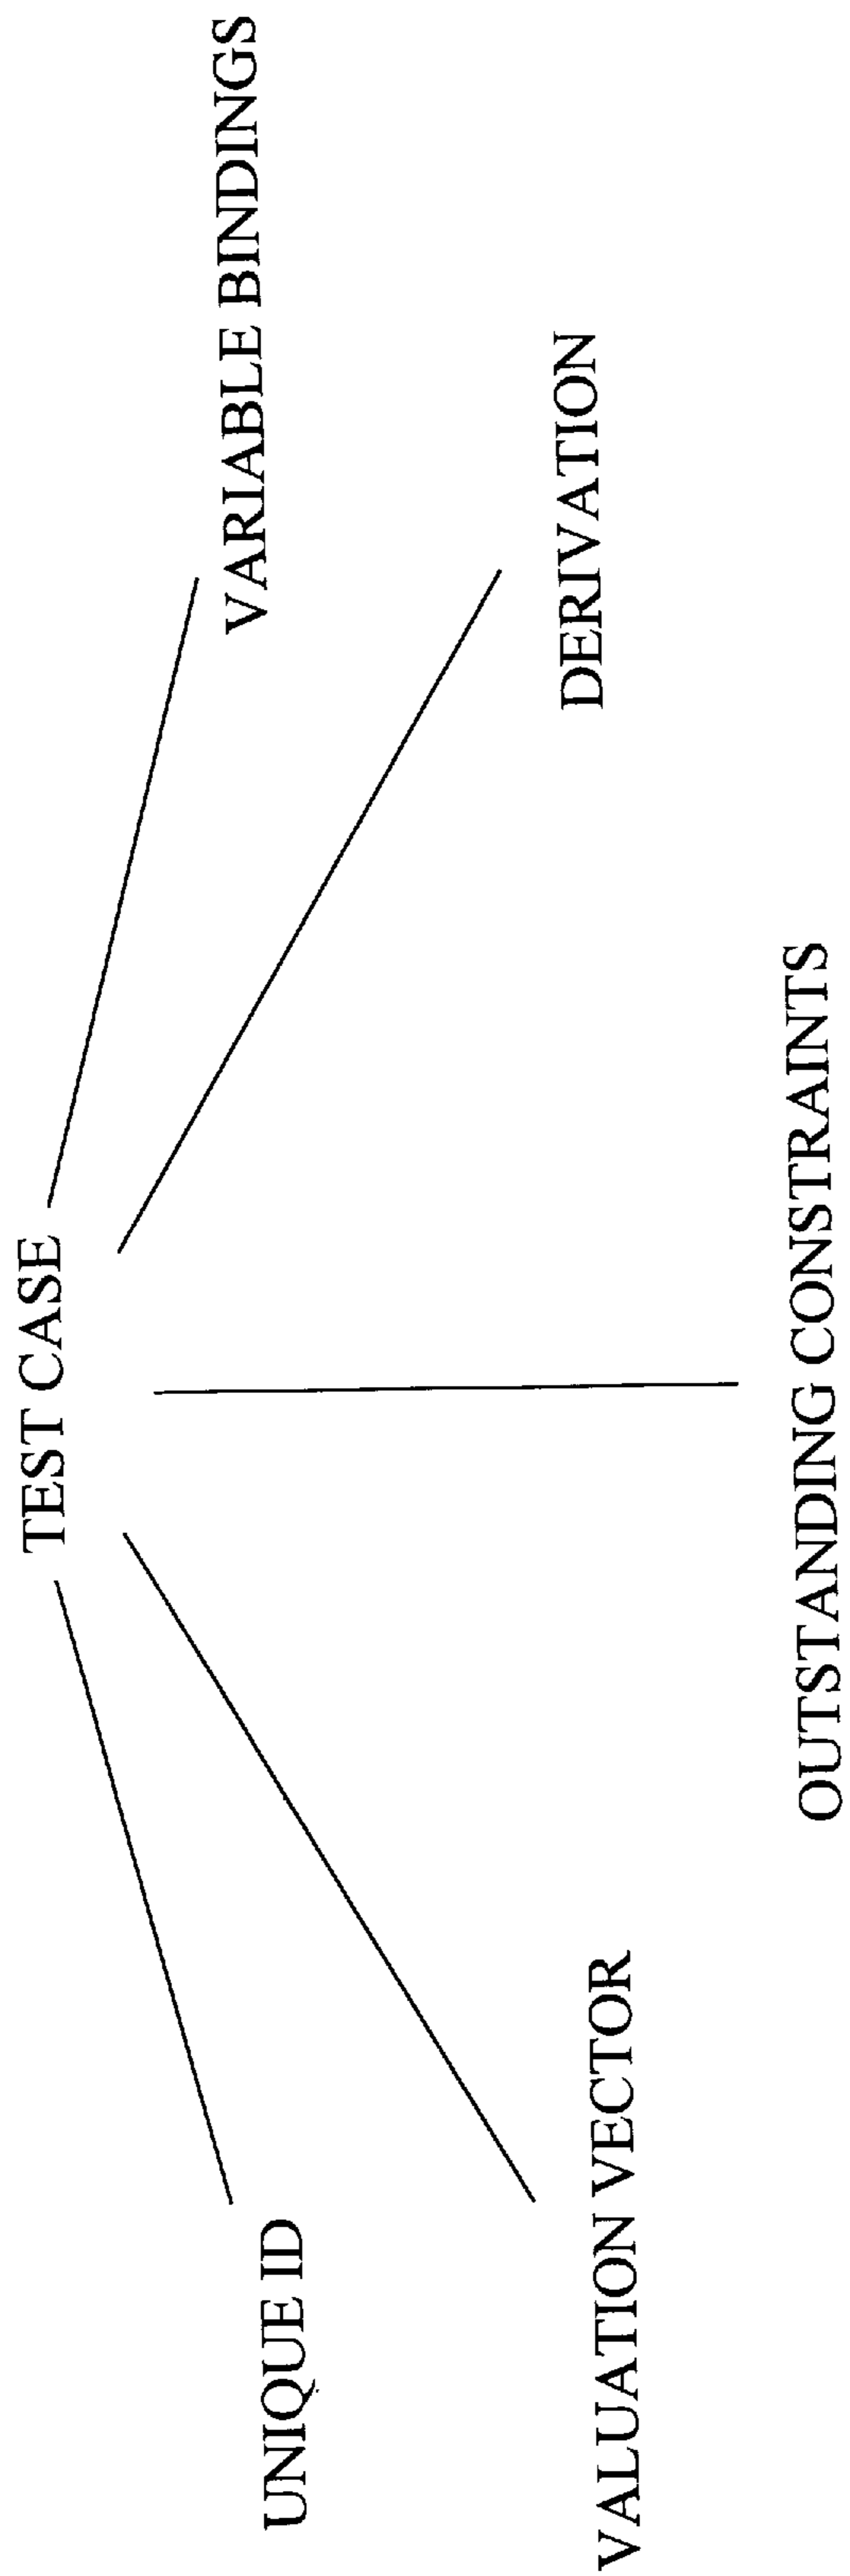 TEST CASE
UNIQUE ID
VARIABLE BINDINGS
VALUATION VECTOR
DERIVATION
OUTSTANDING CONSTRAINTS